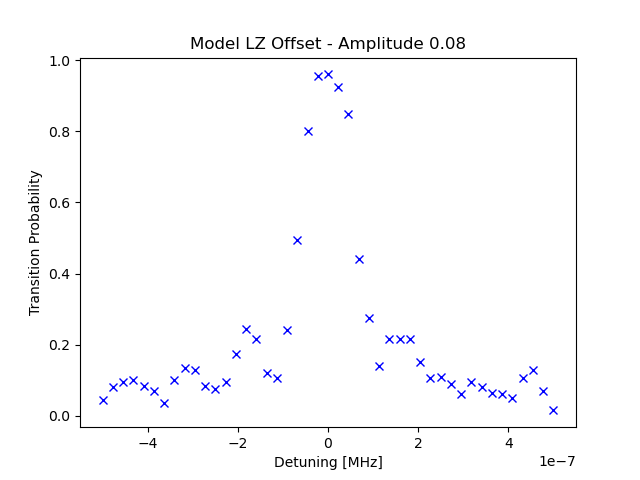 Model LZ Offset - Amplitude 0.08
1.0
0.8
0.6
0.4
0.2
0.0
Transition Probability
−4
−2
0
2
4
1e−7
Detuning [MHz]